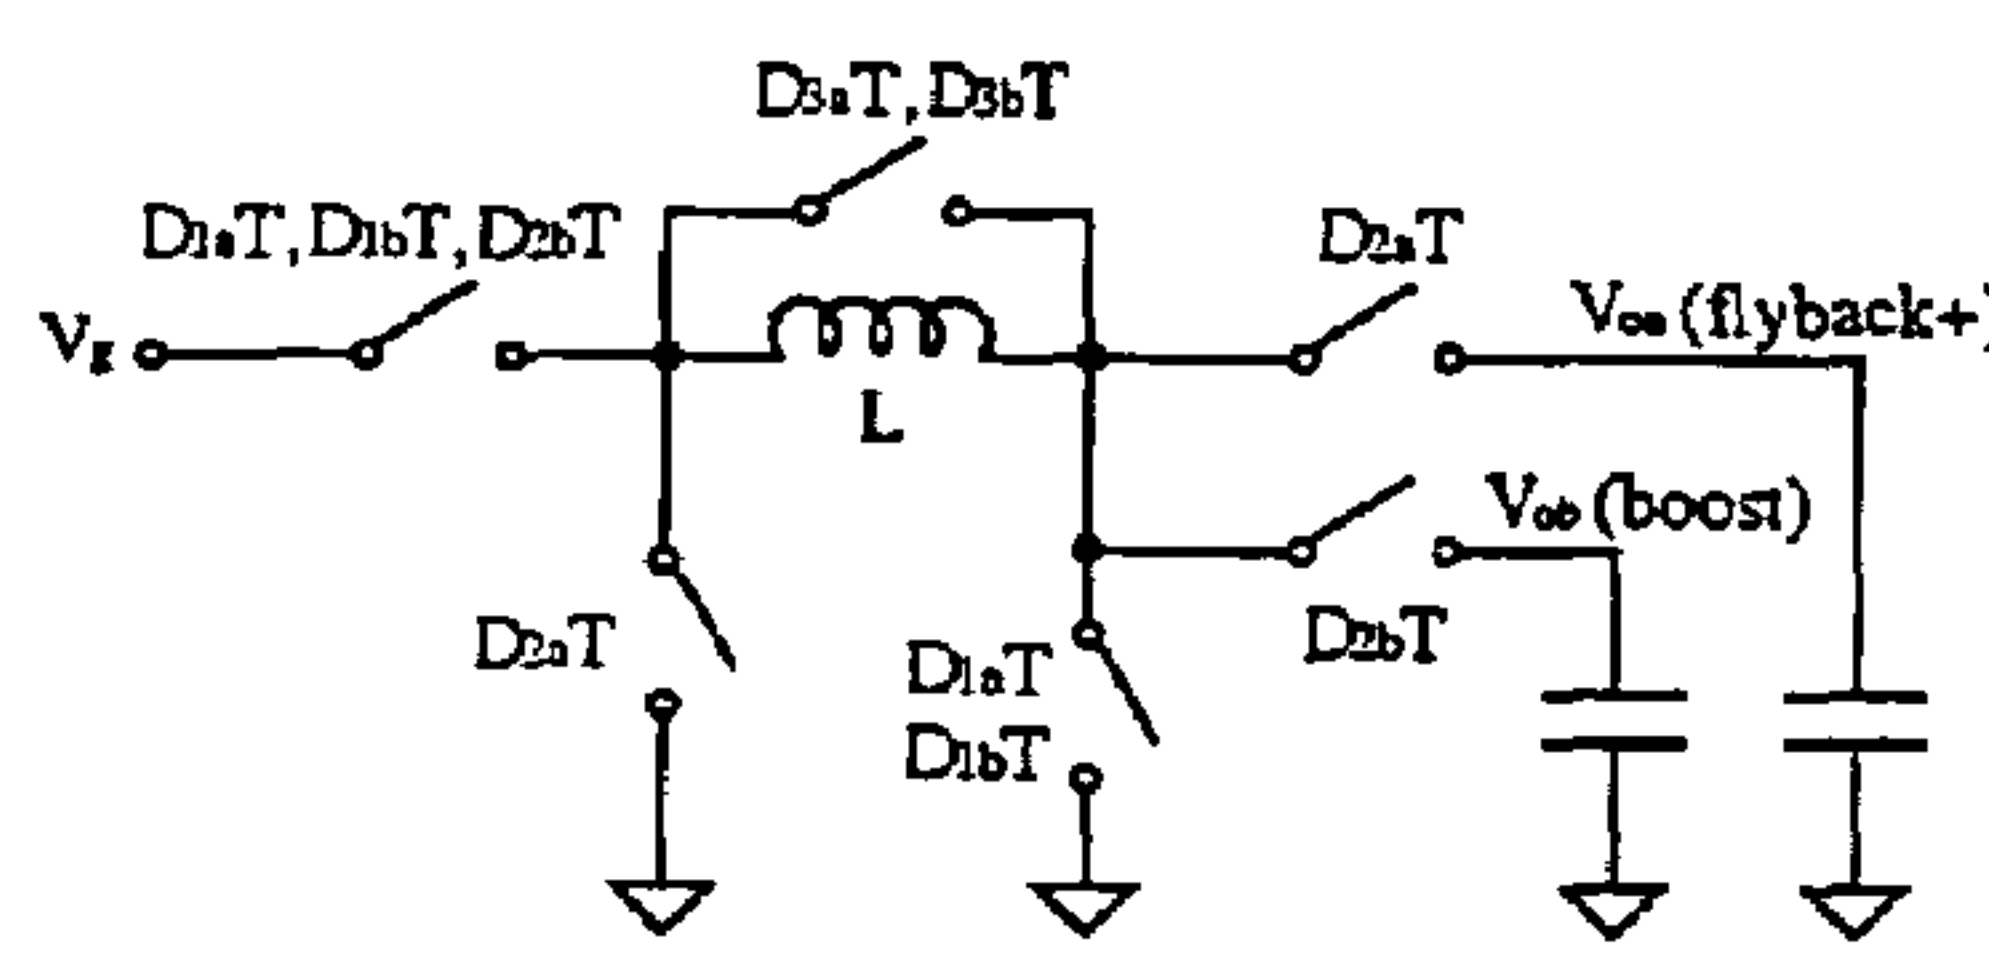 D3aT, D3bT
D1aT, D1bT, D2bT
D2aT
Vg
Voa (flyback+)
L
Vob (boost)
D2aT
D2bT
D1aT
D1bT